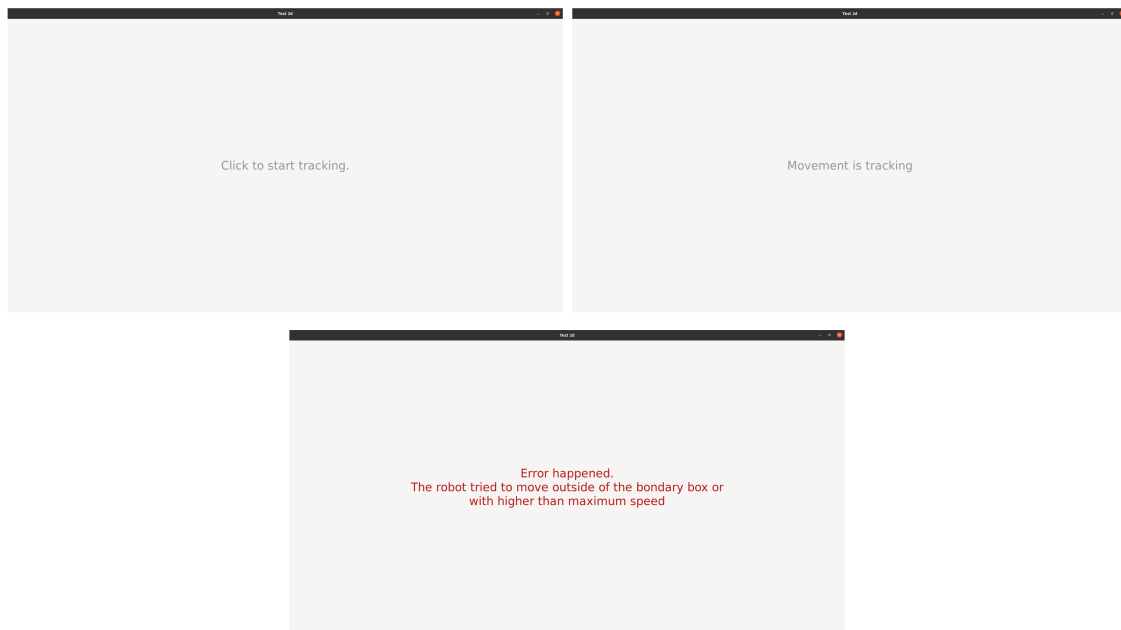 Test 2d
Click to start tracking.
Test 2d
Movement is tracking
Test 2d
Error happened.
The robot tried to move outside of the bondary box or
with higher than maximum speed